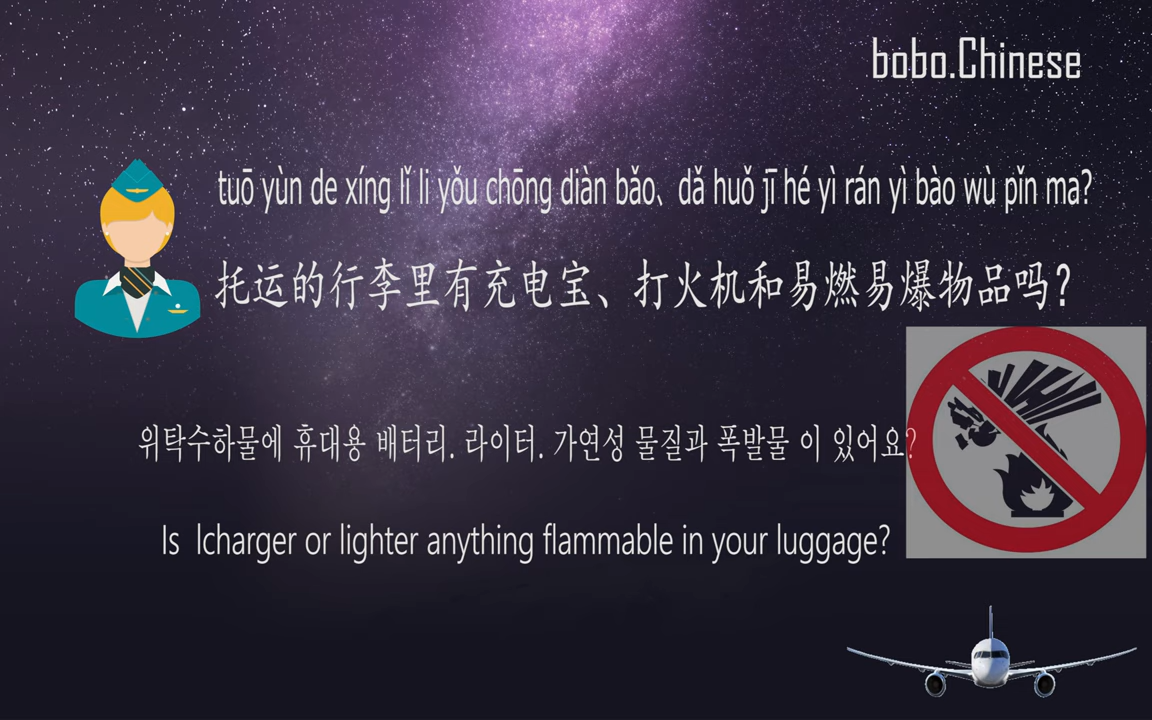 bobo.Chinese
tuō yùn de xíng lǐ li yǒu chōng diàn bǎo、dǎ huǒ jī hé yì rán yì bào wù pǐn ma?
托运的行李里有充电宝、打火机和易燃易爆物品吗？
위탁수하물에 휴대용 배터리. 라이터. 가연성 물질과 폭발물 이 있어요?
Is lcharger or lighter anything flammable in your luggage?